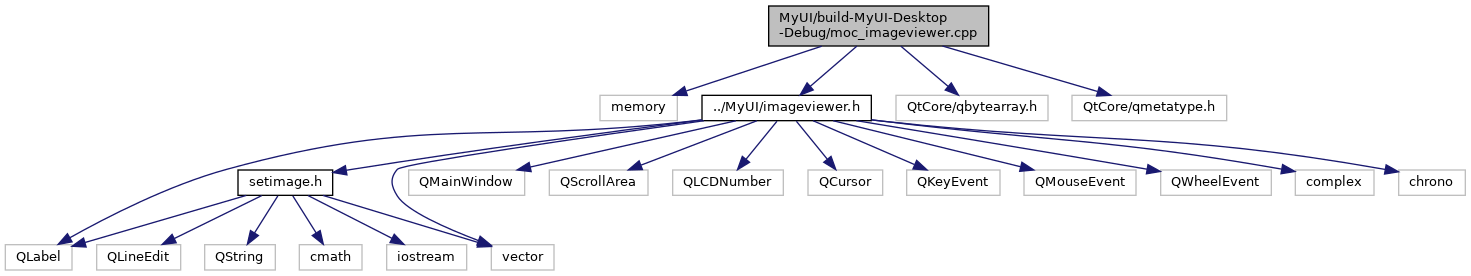 MyUI/build-MyUI-Desktop
-Debug/moc_imageviewer.cpp
memory
../MyUI/imageviewer.h
QtCore/qbytearray.h
QtCore/qmetatype.h
setimage.h
QMainWindow
QScrollArea
QLCDNumber
QCursor
QKeyEvent
QMouseEvent
QWheelEvent
complex
chrono
QLabel
QLineEdit
QString
cmath
iostream
vector